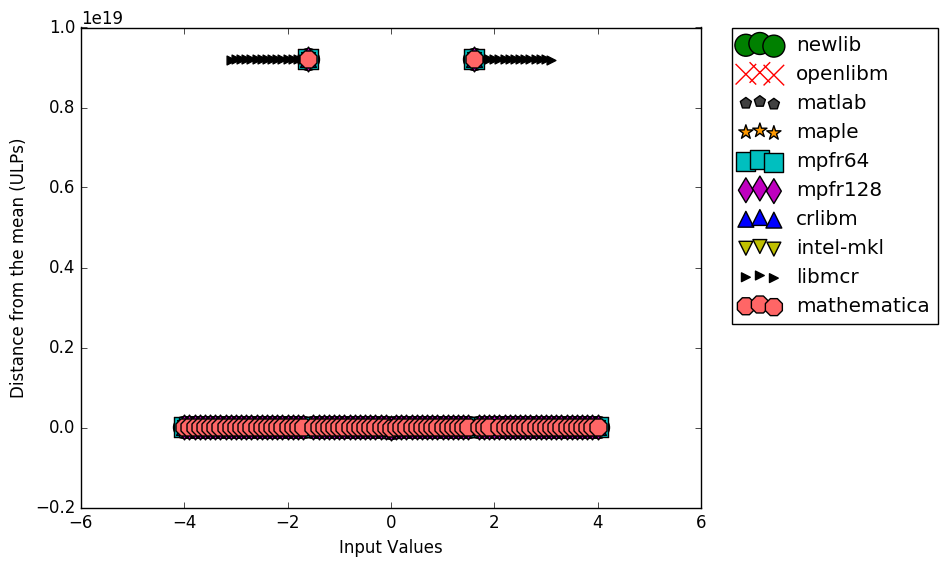 1e19
1.0
0.8
0.6
0.4
0.2
0.0
−0.2
−6
−4
−2
0
2
4
6
Input Values
Distance from the mean (ULPs)
newlib
openlibm
matlab
maple
mpfr64
mpfr128
crlibm
intel-mkl
libmcr
mathematica